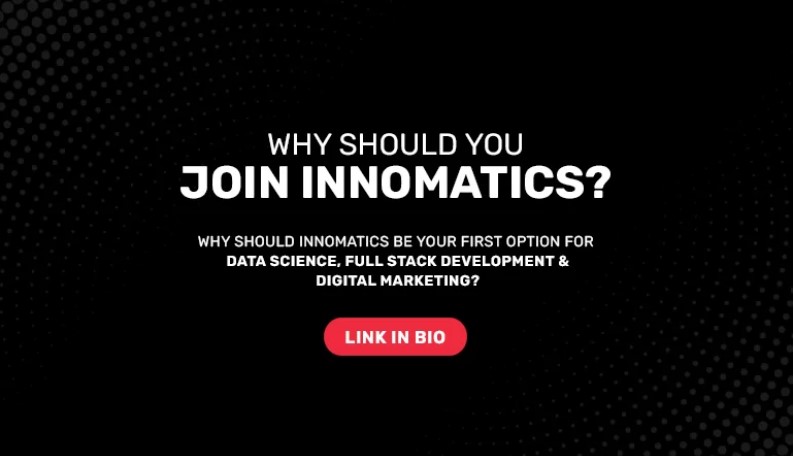 WHY SHOULD YOU
JOIN INNOMATICS?
WHY SHOULD INNOMATICS BE YOUR FIRST OPTION FOR
DATA SCIENCE, FULL STACK DEVELOPMENT &
DIGITAL MARKETING?
LINK IN BIO